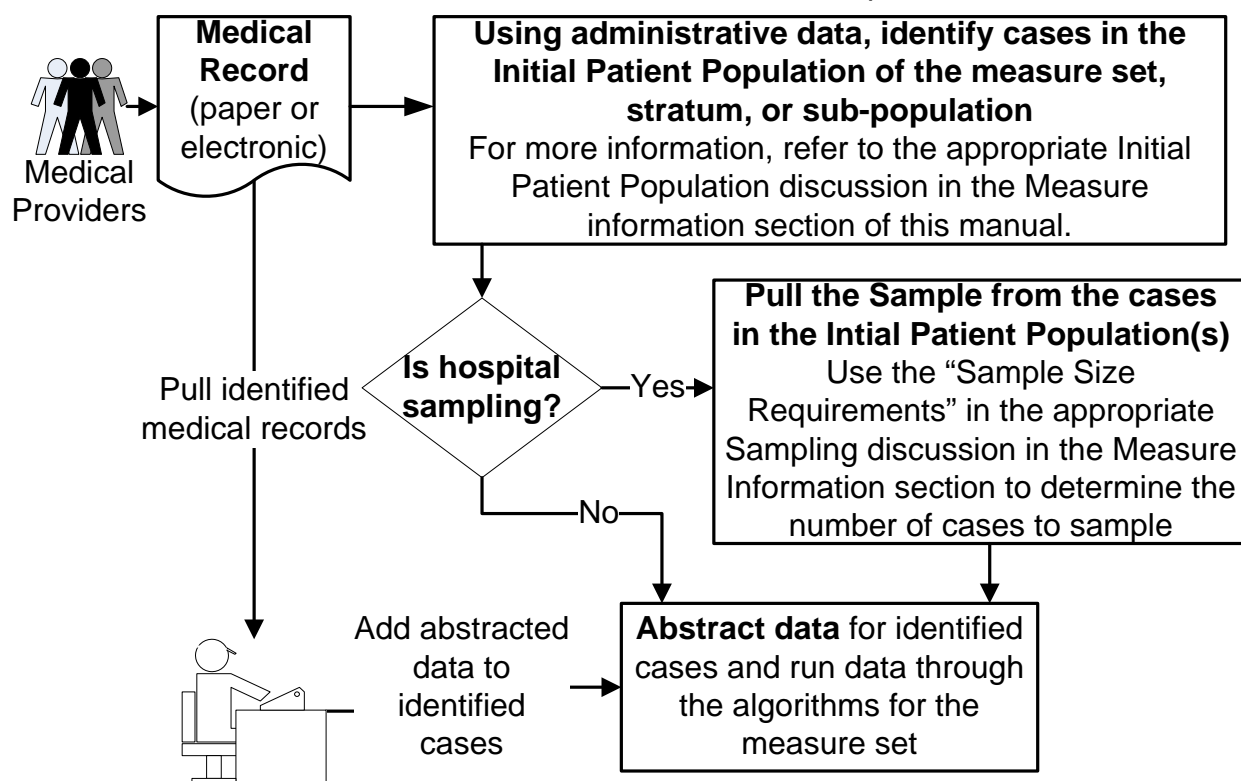 Medical
Providers
Medical
Record
(paper or
electronic)
Using administrative data, identify cases in the
Initial Patient Population of the measure set,
stratum, or sub-population
For more information, refer to the appropriate Initial
Patient Population discussion in the Measure
information section of this manual.
Is hospital
sampling?
Yes
No
Pull the Sample from the cases
in the Intial Patient Population(s)
Use the “Sample Size
Requirements” in the appropriate
Sampling discussion in the Measure
Information section to determine the
number of cases to sample
Pull identified
medical records
Add abstracted
data to
identified
cases
Abstract data for identified
cases and run data through
the algorithms for the
measure set